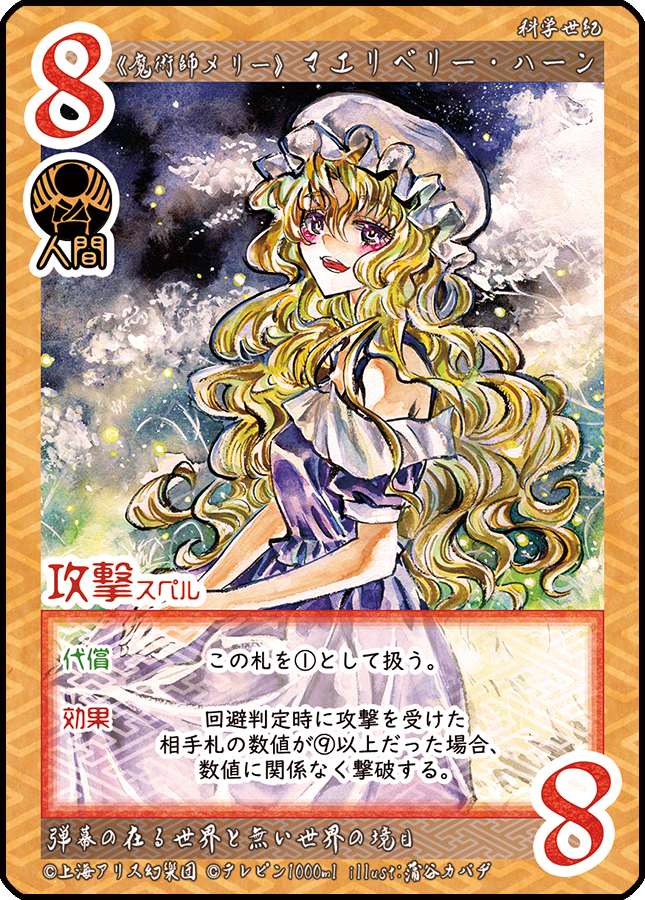 科学世紀
8
《魔術師メリー》 マエリベリー・ハーン
人間
攻撃スペル
代償
この札を①として扱う。
効果
回避判定時に攻撃を受けた
相手札の数値が⑨以上だった場合、
数値に関係なく撃破する。
8
弾幕の在る世界と無い世界の境目
©上海アリス幻樂団 ©テレピン1000ml illust:蒲谷カバヂ